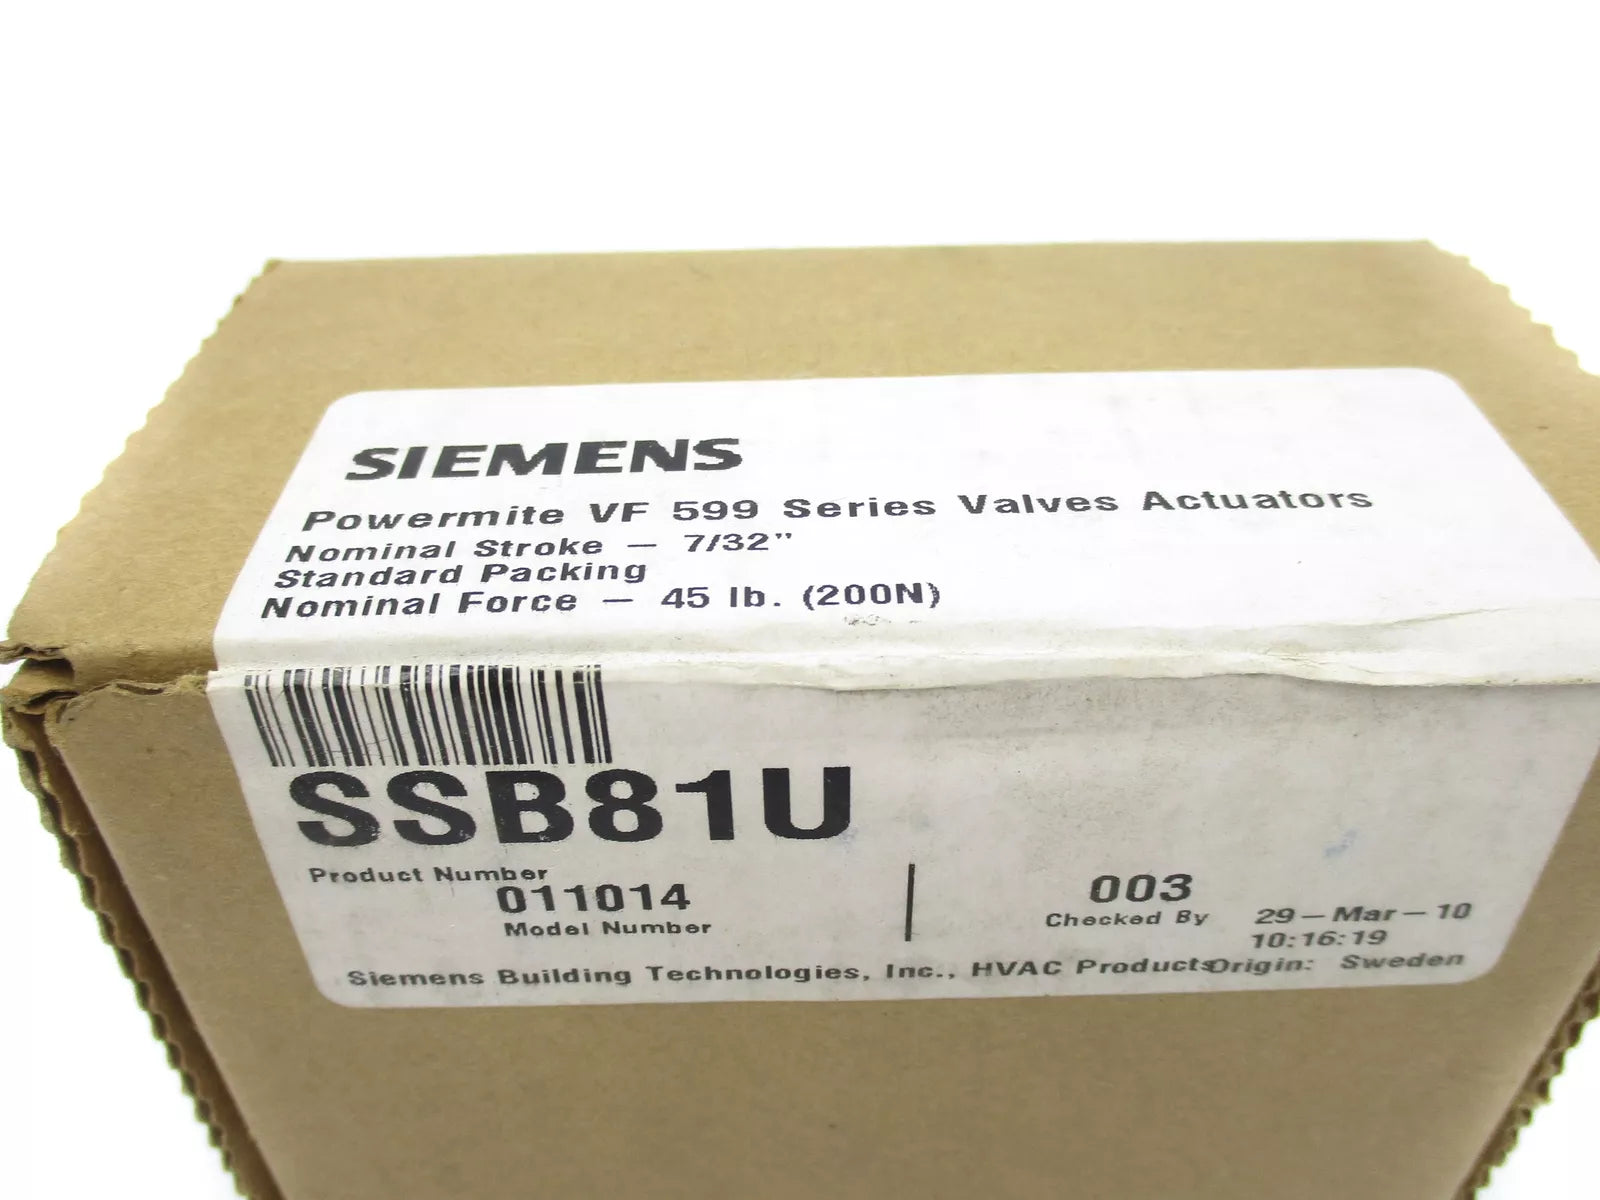 SIEMENS
Powermite VF 599 Series Valves Actuators
Nominal Stroke – 7/32"
Standard Packing
Nominal Force – 45 lb. (200N)
SSB81U
Product Number
011014
Model Number
003
Checked By
29-Mar-10
10:16:19
Siemens Building Technologies, Inc., HVAC Products Origin: Sweden